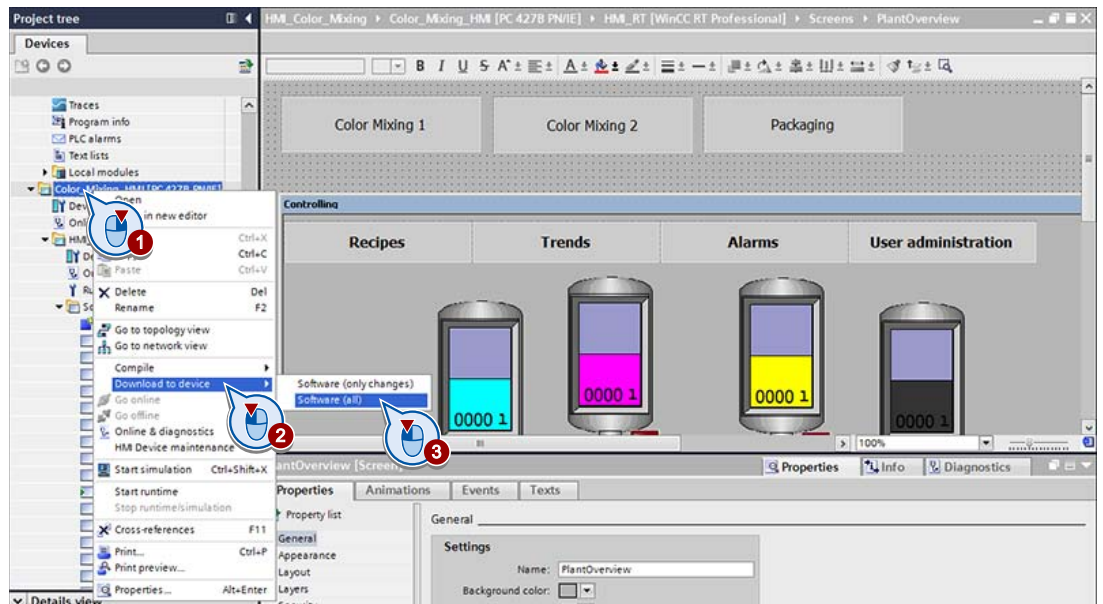 Project tree
HMI_Color_Mixing ▸ Color_Mixing_HMI [PC 427B PN/IE] ▸ HMI_RT [WinCC RT Professional] ▸ Screens ▸ PlantOverview
Devices
B I U S A
Traces
Program info
PLC alarms
Text lists
Local modules
Color_Mixing_HMI [PC 427B PN/IE]
Open
in new editor
1
Ctrl+X
Ctrl+C
Paste Ctrl+V
Delete Del
Rename F2
Go to topology view
Go to network view
Compile
Download to device
Go online
Go offline
Online & diagnostics
HMI Device maintenance
2
Start simulation Ctrl+Shift+X
Start runtime
Stop runtime/simulation
Cross-references F11
Print... Ctrl+P
Print preview...
Properties... Alt+Enter
Details view
Software (only changes)
Software (all)
3
Color Mixing 1
Color Mixing 2
Packaging
Controlling
Recipes
Trends
Alarms
User administration
0000 1
0000 1
0000 1
0000 1
100%
PlantOverview [Screen]
Properties
Info
Diagnostics
Properties
Animations
Events
Texts
Property list
General
Appearance
Layout
Layers
Security
General
Settings
Name: PlantOverview
Background color: